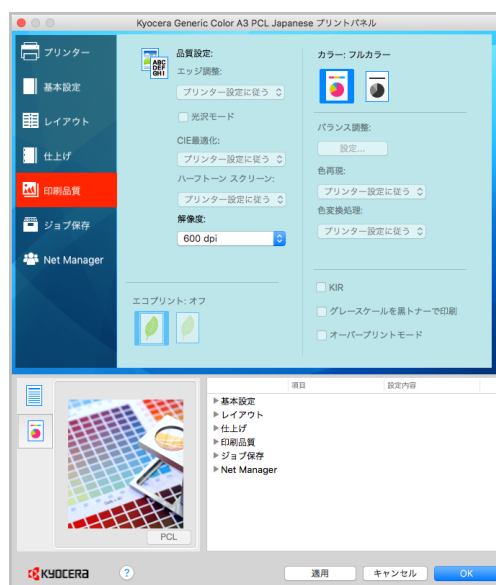 Kyocera Generic Color A3 PCL Japanese プリントパネル
プリンター
基本設定
レイアウト
仕上げ
印刷品質
ジョブ保存
Net Manager
ABC
DEF
GHI
品質設定:
エッジ調整:
プリンター設定に従う
光沢モード
CIE最適化:
プリンター設定に従う
ハーフトーン スクリーン:
プリンター設定に従う
解像度:
600 dpi
エコプリント: オフ
カラー: フルカラー
バランス調整:
設定...
色再現:
プリンター設定に従う
色変換処理:
プリンター設定に従う
KIR
グレースケールを黒トナーで印刷
オーバープリントモード
PCL
項目 設定内容
基本設定
レイアウト
仕上げ
印刷品質
ジョブ保存
Net Manager
KYOCERA
?
適用 キャンセル OK